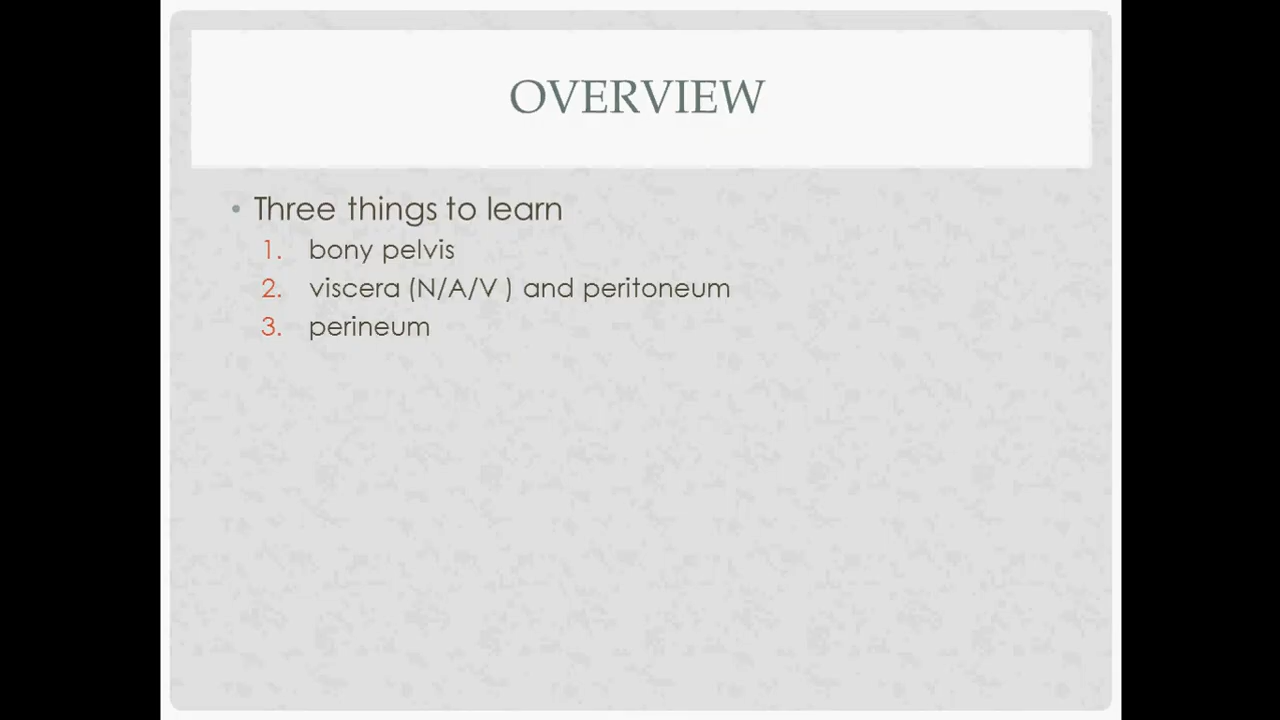 OVERVIEW
• Three things to learn
1. bony pelvis
2. viscera (N/A/V ) and peritoneum
3. perineum